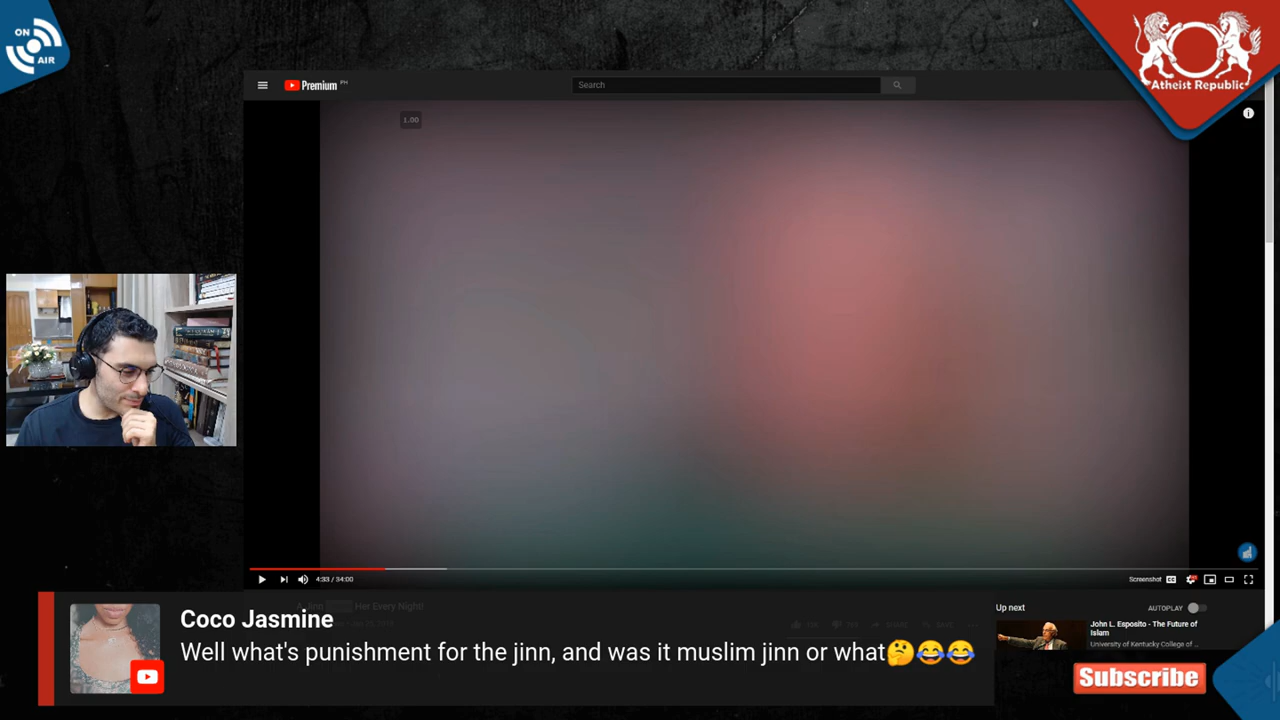 ON
AIR
Premium PH
Search
Atheist Republic
1.00
4:33 / 34:00
Screenshot
CC
Her Every Night!
Up next
AUTOPLAY
John L. Esposito - The Future of
Islam
University of Kentucky College of ...
Coco Jasmine
Well what's punishment for the jinn, and was it muslim jinn or what🤔😂😂
Subscribe